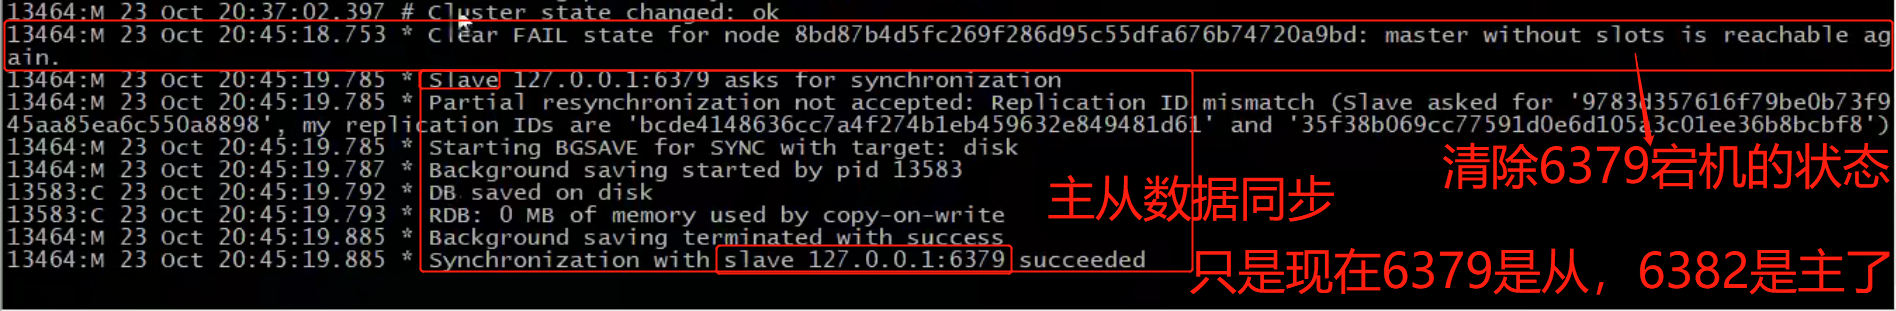 13464:M 23 Oct 20:37:02.397 # Cluster state changed: ok
13464:M 23 Oct 20:45:18.753 * Clear FAIL state for node 8bd87b4d5fc269f286d95c55dfa676b74720a9bd: master without slots is reachable ag
ain.
13464:M 23 Oct 20:45:19.785 * Slave 127.0.0.1:6379 asks for synchronization
13464:M 23 Oct 20:45:19.785 * Partial resynchronization not accepted: Replication ID mismatch (Slave asked for '9783d357616f79be0b73f9
45aa85ea6c550a8898', my replication IDs are 'bcde4148636cc7a4f274b1eb459632e849481d61' and '35f38b069cc77591d0e6d105a3c01ee36b8bcbf8')
13464:M 23 Oct 20:45:19.785 * Starting BGSAVE for SYNC with target: disk
13464:M 23 Oct 20:45:19.787 * Background saving started by pid 13583
13583:C 23 Oct 20:45:19.792 * DB saved on disk
13583:C 23 Oct 20:45:19.793 * RDB: 0 MB of memory used by copy-on-write
13464:M 23 Oct 20:45:19.885 * Background saving terminated with success
13464:M 23 Oct 20:45:19.885 * Synchronization with slave 127.0.0.1:6379 succeeded
清除6379宕机的状态
主从数据同步
只是现在6379是从，6382是主了